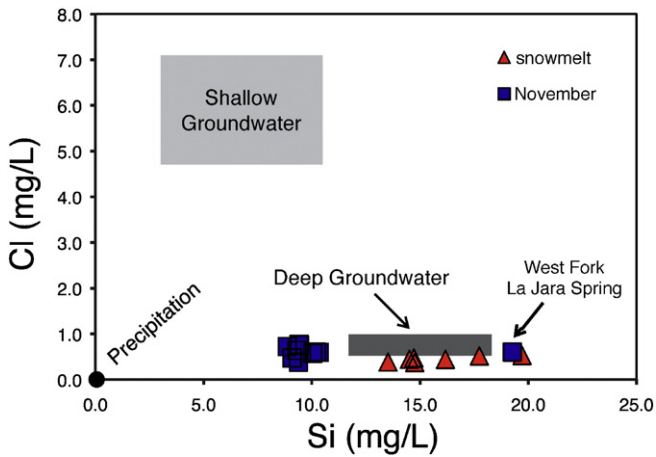 8.0
7.0
6.0
5.0
4.0
3.0
2.0
1.0
0.0
Cl (mg/L)
Shallow
Groundwater
snowmelt
November
Deep Groundwater
West Fork
La Jara Spring
Precipitation
0.0
5.0
10.0
15.0
20.0
25.0
Si (mg/L)